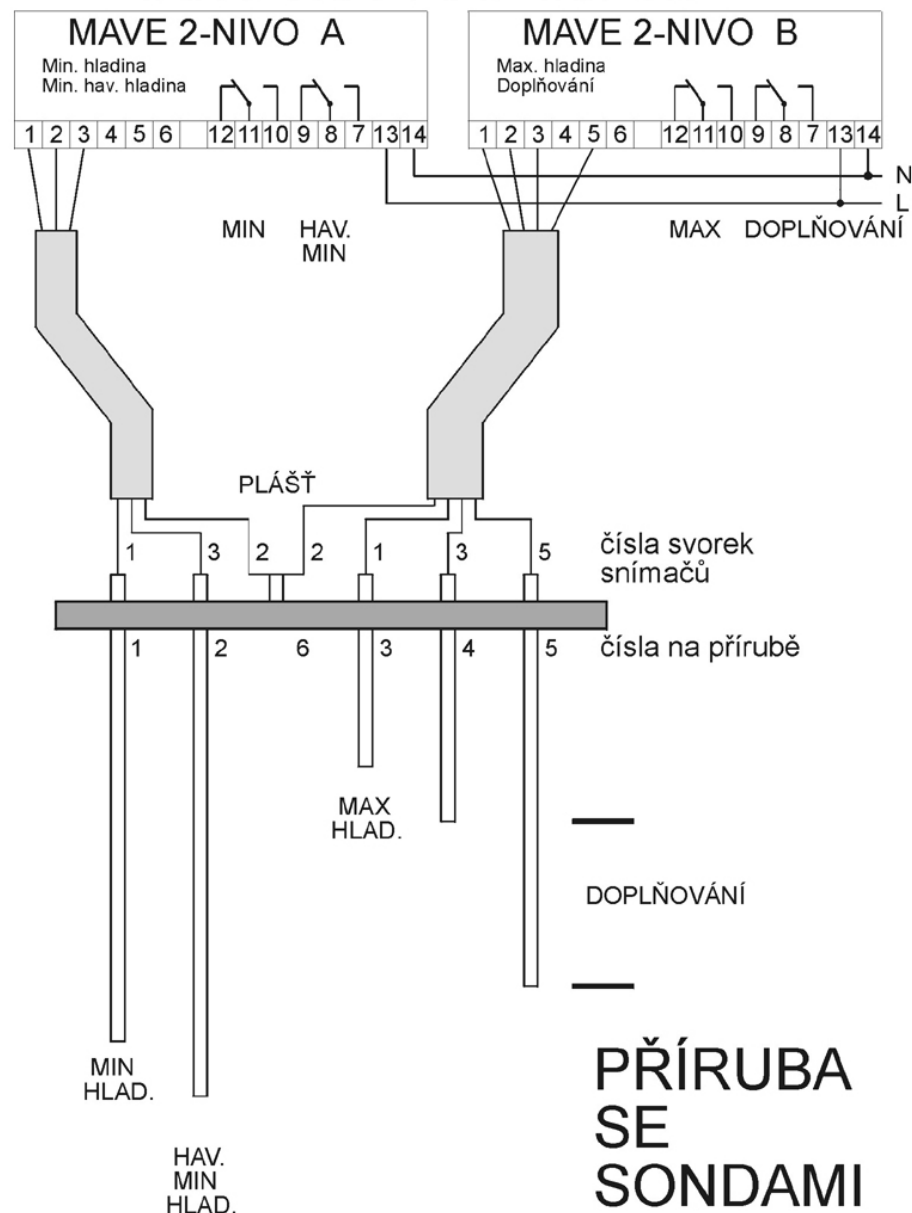 MAVE 2-NIVO A
Min. hladina
Min. hav. hladina
1 2 3 4 5 6 12 11 10 9 8 7 13 14
MAVE 2-NIVO B
Max. hladina
Doplňování
1 2 3 4 5 6 12 11 10 9 8 7 13 14
N
L
MIN
HAV.
MIN
MAX
DOPLŇOVÁNÍ
PLÁŠŤ
1 3 2 2 1 3 5
čísla svorek
snímačů
1 2 6 3 4 5
čísla na přírubě
MAX
HLAD.
DOPLŇOVÁNÍ
MIN
HLAD.
HAV.
MIN
HLAD.
PŘÍRUBA
SE
SONDAMI